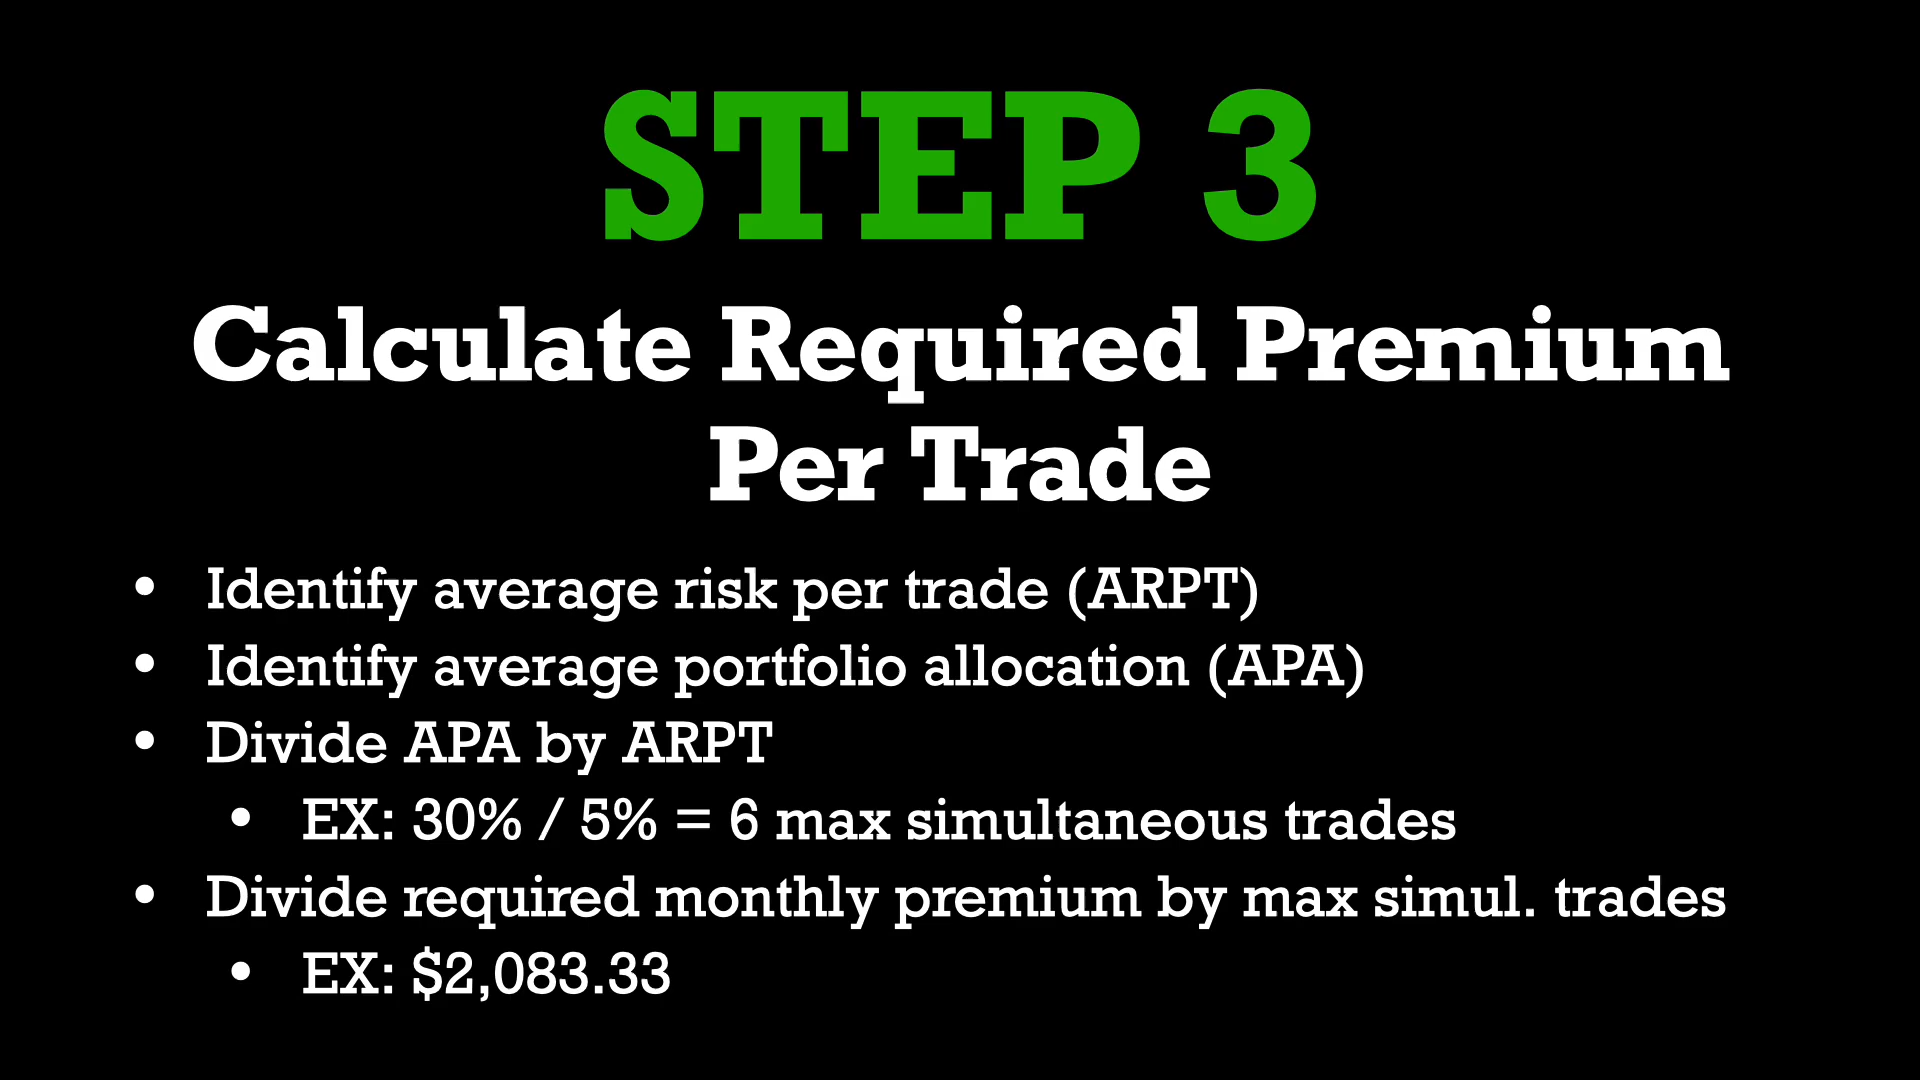 STEP 3
Calculate Required Premium
Per Trade
• Identify average risk per trade (ARPT)
• Identify average portfolio allocation (APA)
• Divide APA by ARPT
• EX: 30% / 5% = 6 max simultaneous trades
• Divide required monthly premium by max simul. trades
• EX: $2,083.33